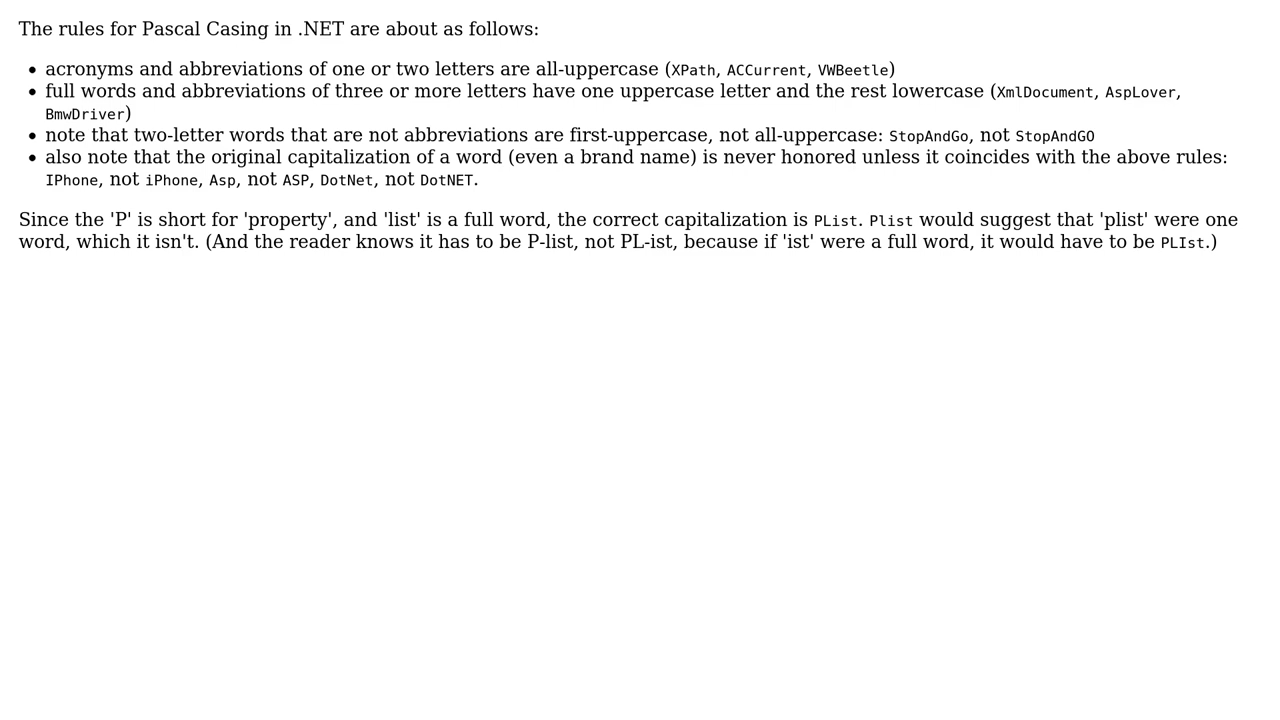 The rules for Pascal Casing in .NET are about as follows:
• acronyms and abbreviations of one or two letters are all-uppercase (XPath, ACCurrent, VWBeetle)
• full words and abbreviations of three or more letters have one uppercase letter and the rest lowercase (XmlDocument, AspLover,
BmwDriver)
• note that two-letter words that are not abbreviations are first-uppercase, not all-uppercase: StopAndGo, not StopAndGO
• also note that the original capitalization of a word (even a brand name) is never honored unless it coincides with the above rules:
IPhone, not iPhone, Asp, not ASP, DotNet, not DotNET.
Since the 'P' is short for 'property', and 'list' is a full word, the correct capitalization is PList. Plist would suggest that 'plist' were one
word, which it isn't. (And the reader knows it has to be P-list, not PL-ist, because if 'ist' were a full word, it would have to be PLIst.)